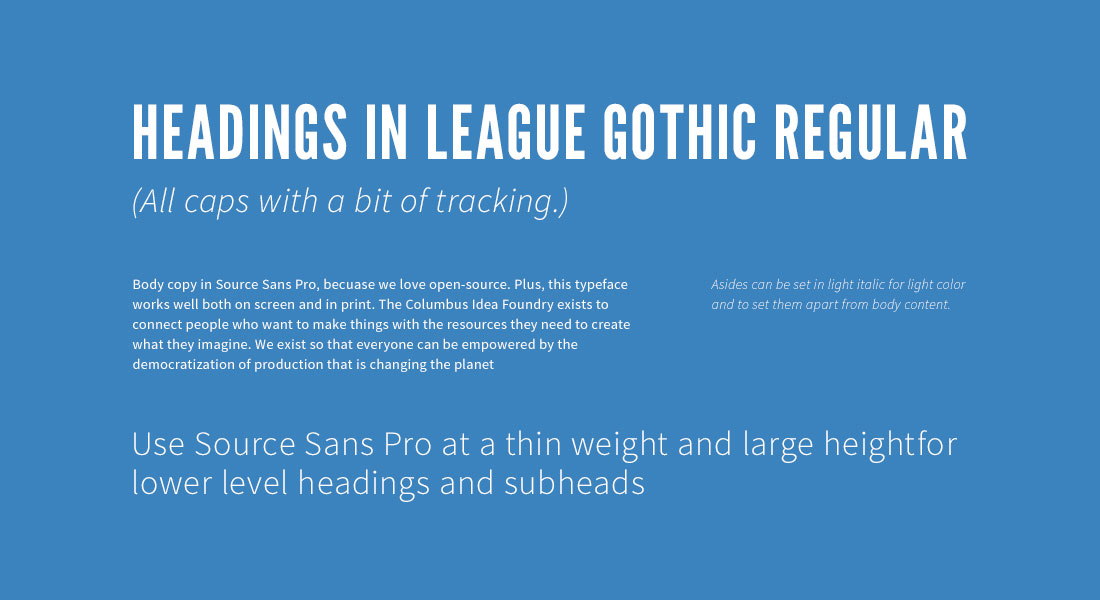 HEADINGS IN LEAGUE GOTHIC REGULAR
(All caps with a bit of tracking.)
Body copy in Source Sans Pro, becuase we love open-source. Plus, this typeface
works well both on screen and in print. The Columbus Idea Foundry exists to
connect people who want to make things with the resources they need to create
what they imagine. We exist so that everyone can be empowered by the
democratization of production that is changing the planet
Asides can be set in light italic for light color
and to set them apart from body content.
Use Source Sans Pro at a thin weight and large heightfor
lower level headings and subheads